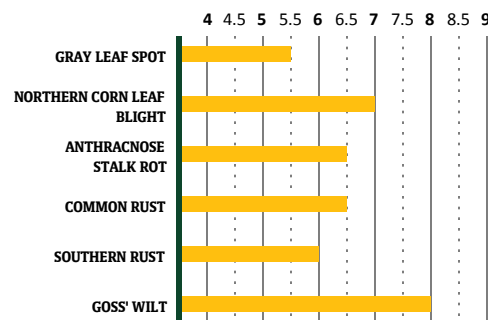 4 4.5 5 5.5 6 6.5 7 7.5 8 8.5 9
GRAY LEAF SPOT
NORTHERN CORN LEAF
BLIGHT
ANTHRACNOSE
STALK ROT
COMMON RUST
SOUTHERN RUST
GOSS' WILT